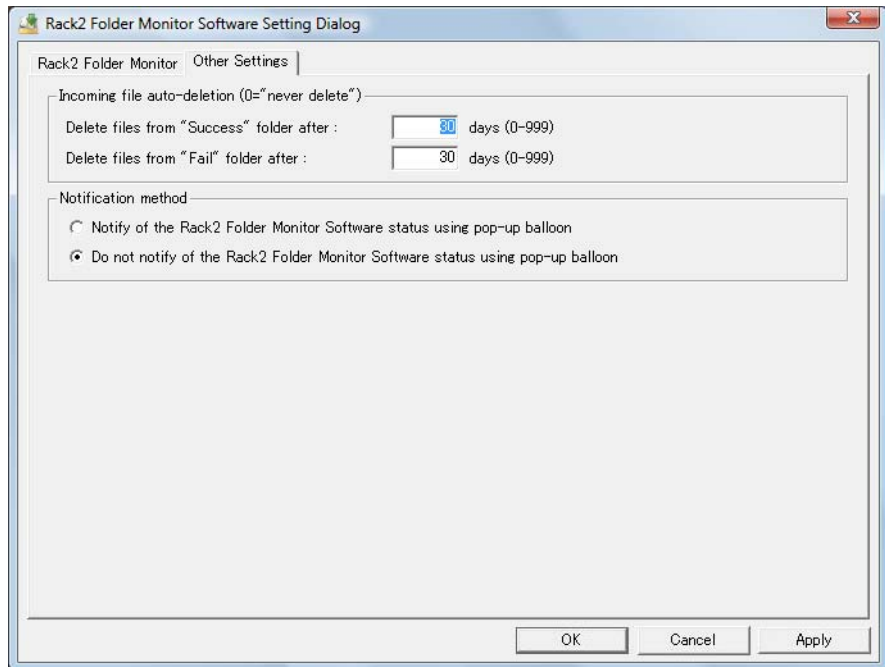 Rack2 Folder Monitor Software Setting Dialog
Rack2 Folder Monitor
Other Settings
Incoming file auto-deletion (0="never delete")
Delete files from "Success" folder after : 30 days (0-999)
Delete files from "Fail" folder after : 30 days (0-999)
Notification method
Notify of the Rack2 Folder Monitor Software status using pop-up balloon
Do not notify of the Rack2 Folder Monitor Software status using pop-up balloon
OK
Cancel
Apply